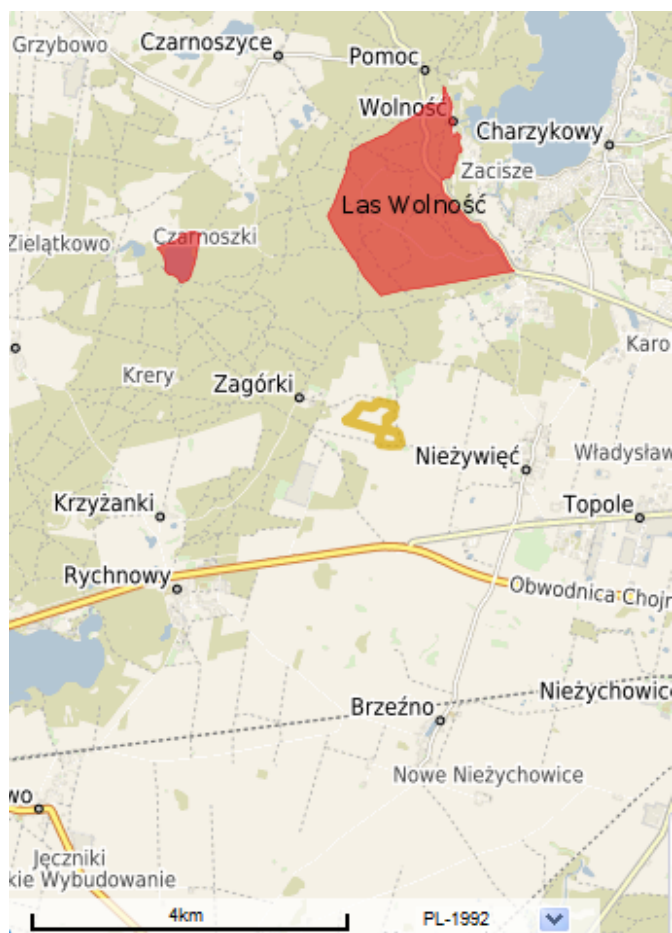 Grzybowo
Czarnoszyce
Pomoc
Wolność
Charzykowy
Zacisze
Las Wolność
Czarnoszki
Zielątkowo
Karo
Krery
Zagórki
Nieżywięć
Władysław
Krzyżanki
Topole
Rychnowy
Obwodnica Chojn
Nieżychowice
Brzeźno
Nowe Nieżychowice
wo
Jęczniki
kie Wybudowanie
4km
PL-1992